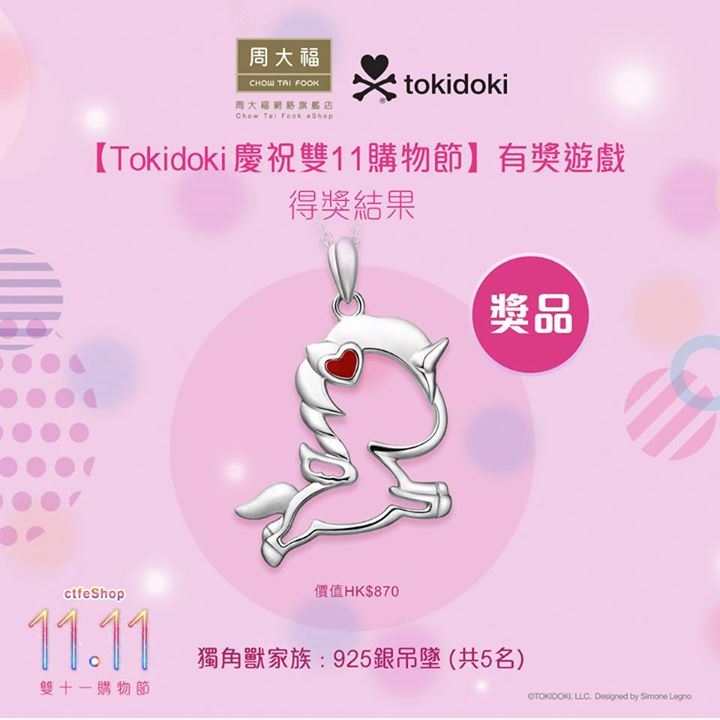 周大福
CHOW TAI FOOK
周大福網絡旗艦店
Chow Tai Fook eShop
® tokidoki
【Tokidoki 慶祝雙11購物節】有獎遊戲
得獎結果
獎品
價值HK$870
ctfeShop
11.11
雙十一購物節
獨角獸家族：925銀吊墜 (共5名)
©TOKIDOKI, LLC. Designed by Simone Legno